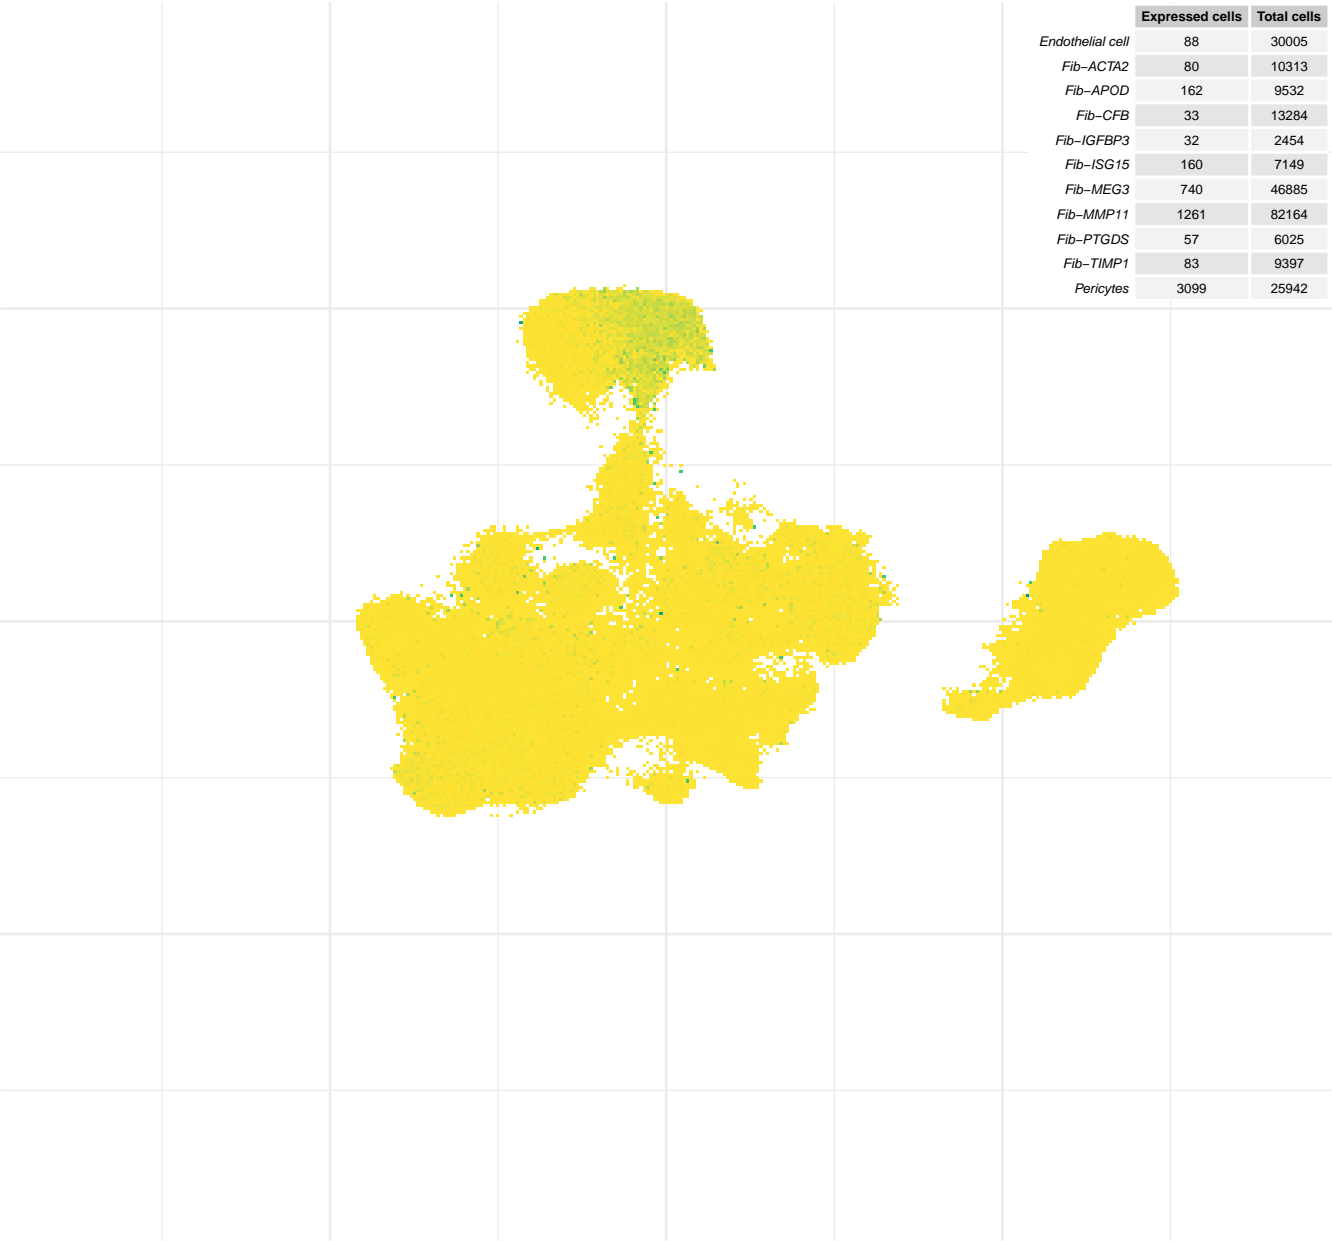 Expressed cells Total cells
Endothelial cell 88 30005
Fib−ACTA2 80 10313
Fib−APOD 162 9532
Fib−CFB 33 13284
Fib−IGFBP3 32 2454
Fib−ISG15 160 7149
Fib−MEG3 740 46885
Fib−MMP11 1261 82164
Fib−PTGDS 57 6025
Fib−TIMP1 83 9397
Pericytes 3099 25942